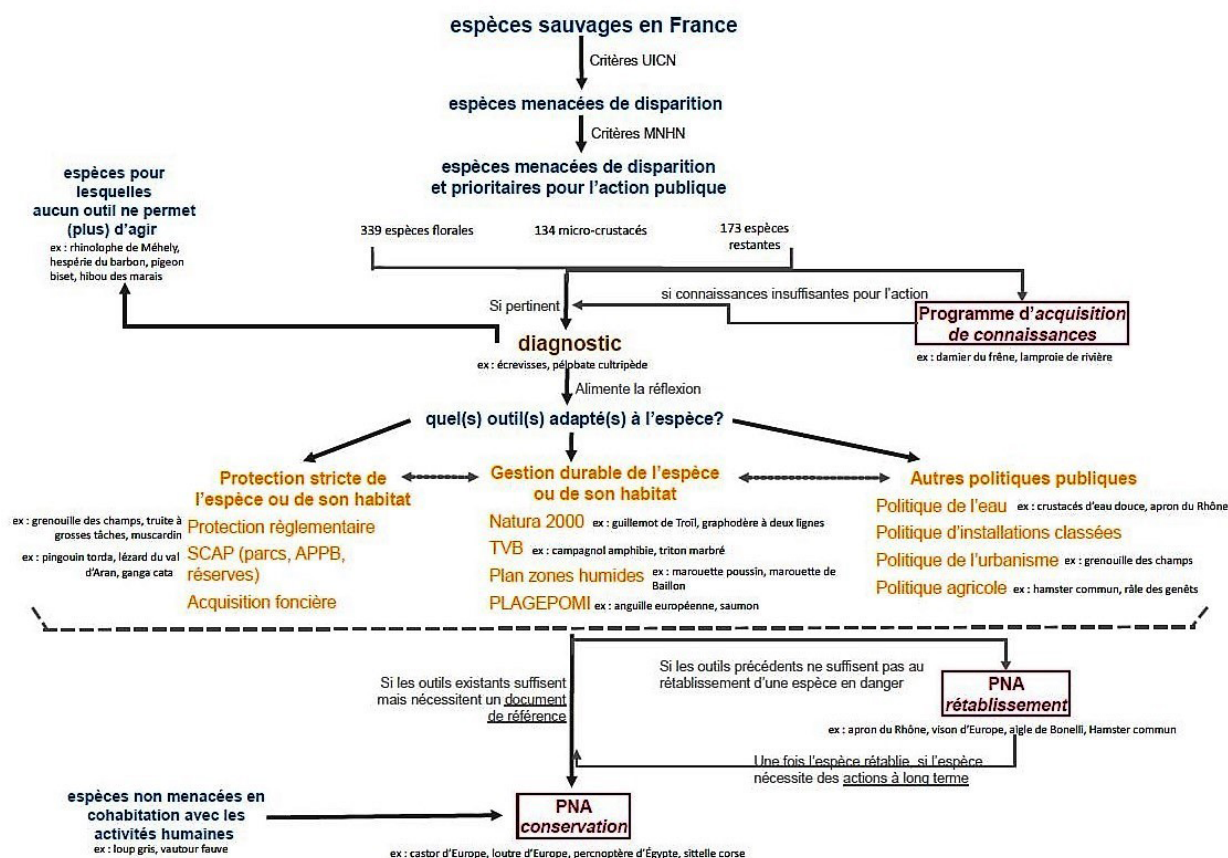 espèces sauvages en France
Critères UICN
espèces menacées de disparition
Critères MNHN
espèces menacées de disparition
et prioritaires pour l'action publique
espèces pour
lesquelles
aucun outil ne permet
(plus) d'agir
ex : rhinolophe de Méhely,
hespérie du barbon, pigeon
biset, hibou des marais
339 espèces florales
134 micro-crustacés
173 espèces
restantes
Si pertinent
si connaissances insuffisantes pour l'action
Programme d'acquisition
de connaissances
ex : damier du frêne, lamproie de rivière
diagnostic
ex : écrevisses, pélobate cultripède
Alimente la réflexion
quel(s) outil(s) adapté(s) à l'espèce?
Protection stricte de
l'espèce ou de son habitat
ex : grenouille des champs, truite à
grosses tâches, muscardin
Protection règlementaire
ex : pingouin torda, lézard du val
d'Aran, ganga cata
SCAP (parcs, APPB,
réserves)
Acquisition foncière
Gestion durable de l'espèce
ou de son habitat
Natura 2000 ex : guillemot de Troïl, graphodère à deux lignes
TVB ex : campagnol amphibie, triton marbré
Plan zones humides ex : marouette poussin, marouette de
Baillon
PLAGEPOMI ex : anguille européenne, saumon
Autres politiques publiques
Politique de l'eau ex : crustacés d'eau douce, apron du Rhône
Politique d'installations classées
Politique de l'urbanisme ex : grenouille des champs
Politique agricole ex : hamster commun, râle des genêts
Si les outils existants suffisent
mais nécessitent un document
de référence
Si les outils précédents ne suffisent pas au
rétablissement d'une espèce en danger
PNA
rétablissement
ex : apron du Rhône, vison d'Europe, aigle de Bonelli, Hamster commun
Une fois l'espèce rétablie, si l'espèce
nécessite des actions à long terme
espèces non menacées en
cohabitation avec les
activités humaines
ex : loup gris, vautour fauve
PNA
conservation
ex : castor d'Europe, loutre d'Europe, percnoptère d'Égypte, sittelle corse